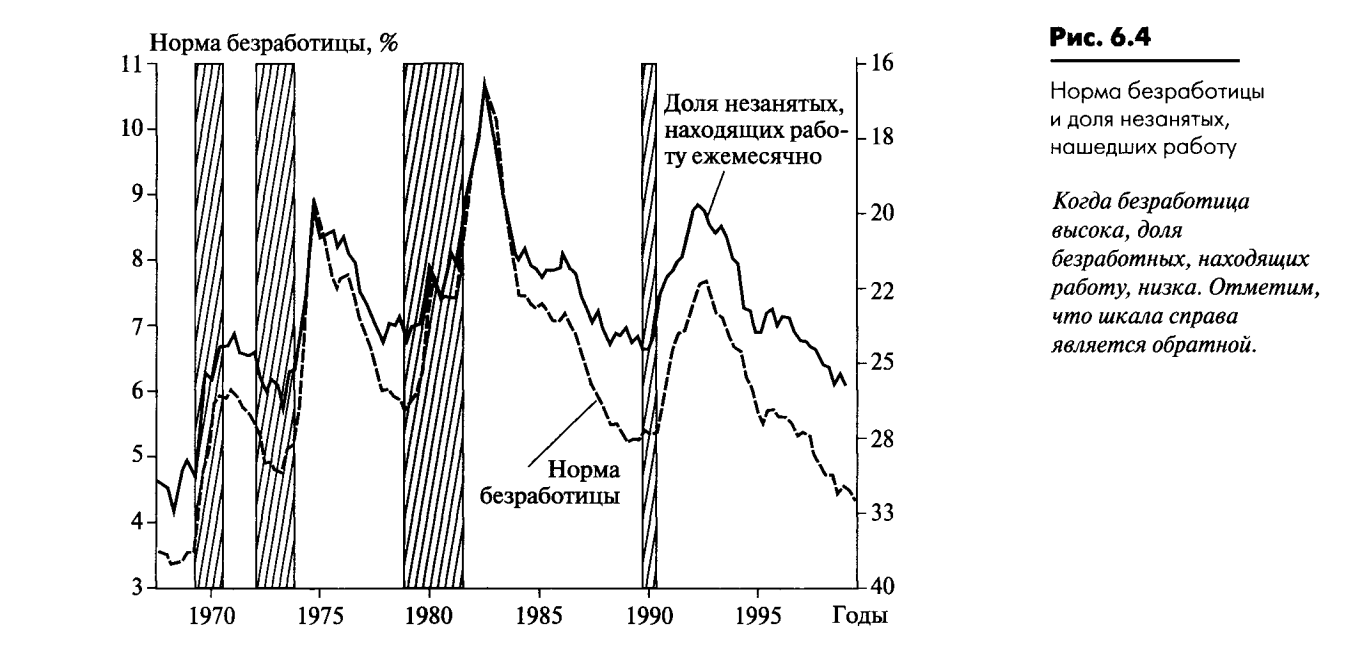 Норма безработицы, %
11
10
9
8
7
6
5
4
3
16
18
20
22
25
28
33
40
Доля незанятых,
находящих рабо-
ту ежемесячно
Норма
безработицы
1970
1975
1980
1985
1990
1995
Годы
Рис. 6.4
Норма безработицы
и доля незанятых,
нашедших работу
Когда безработица
высока, доля
безработных, находящих
работу, низка. Отметим,
что шкала справа
является обратной.